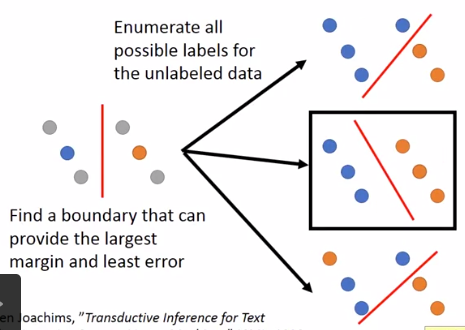 Enumerate all
possible labels for
the unlabeled data
Find a boundary that can
provide the largest
margin and least error
Joachims, "Transductive Inference for Text